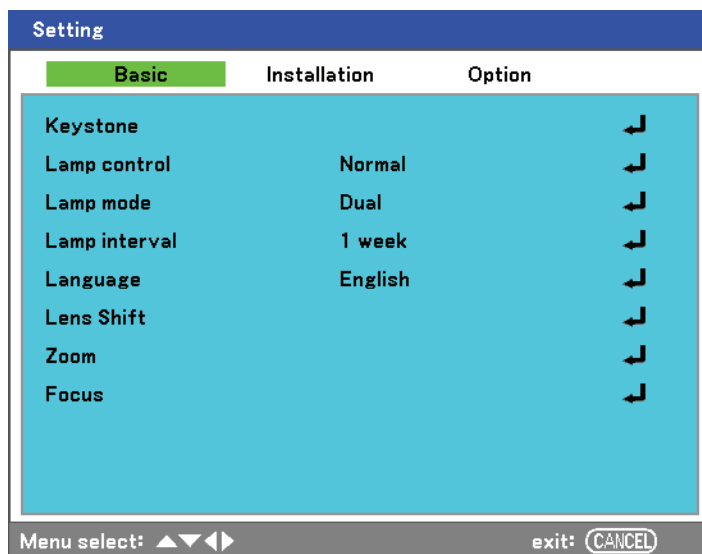 Setting
Basic Installation Option
Keystone
Lamp control Normal
Lamp mode Dual
Lamp interval 1 week
Language English
Lens Shift
Zoom
Focus
Menu select: ▲▼◀▶ exit: CANCEL